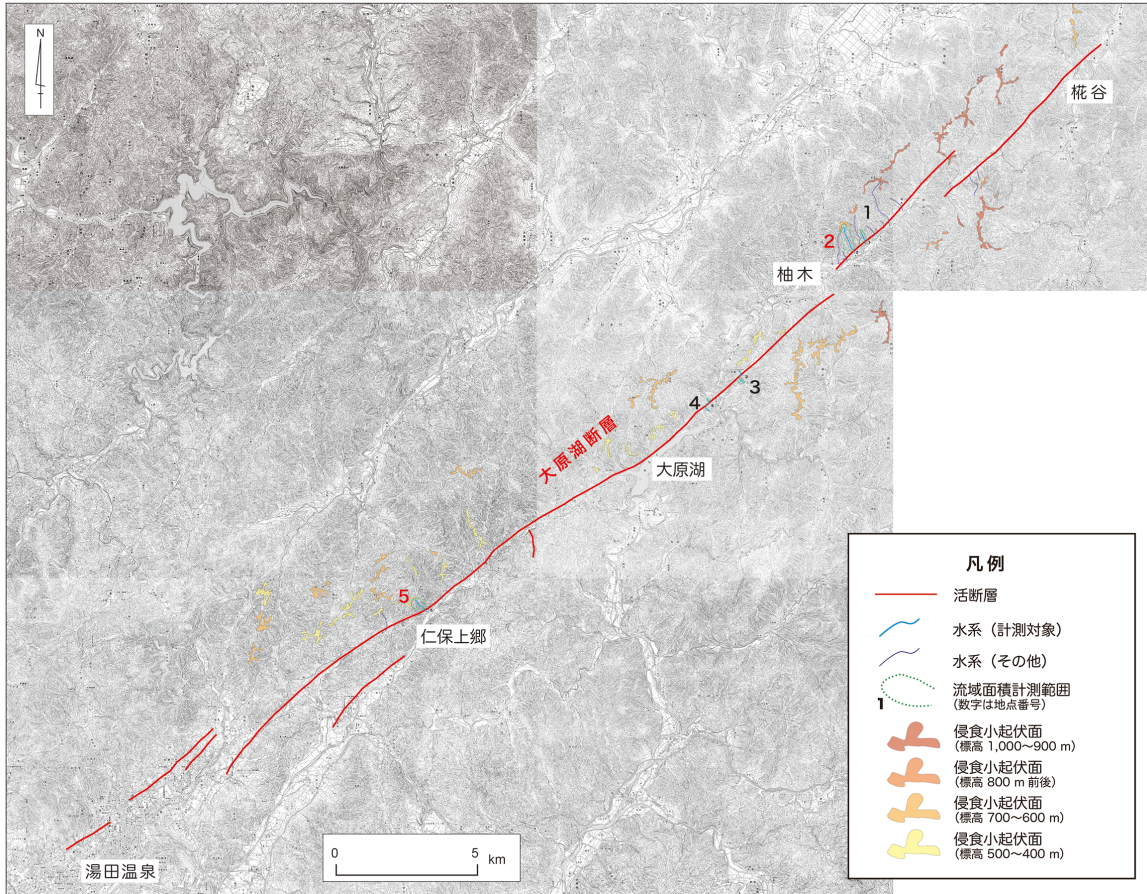 N
椛谷
1
2
柚木
3
4
大原湖断層
大原湖
5
仁保上郷
湯田温泉
0 5 km
凡例
活断層
水系（計測対象）
水系（その他）
流域面積計測範囲
1 (数字は地点番号)
侵食小起伏面
(標高 1,000〜900 m)
侵食小起伏面
(標高 800 m 前後)
侵食小起伏面
(標高 700〜600 m)
侵食小起伏面
(標高 500〜400 m)